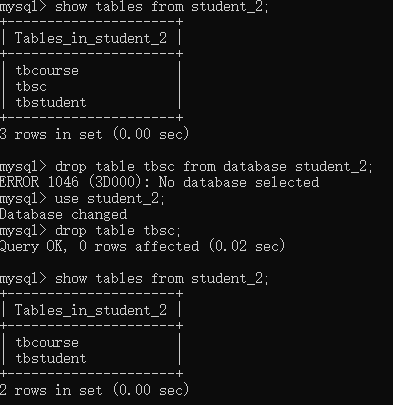 mysql> show tables from student_2;
+---------------------+
| Tables_in_student_2 |
+---------------------+
| tbcourse            |
| tbsc                |
| tbstudent           |
+---------------------+
3 rows in set (0.00 sec)
mysql> drop table tbsc from database student_2;
ERROR 1046 (3D000): No database selected
mysql> use student_2;
Database changed
mysql> drop table tbsc;
Query OK, 0 rows affected (0.02 sec)
mysql> show tables from student_2;
+---------------------+
| Tables_in_student_2 |
+---------------------+
| tbcourse            |
| tbstudent           |
+---------------------+
2 rows in set (0.00 sec)